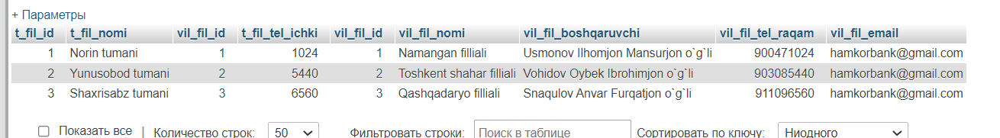 + Параметры
t_fil_id t_fil_nomi vil_fil_id t_fil_tel_ichki vil_fil_id vil_fil_nomi vil_fil_boshqaruvchi vil_fil_tel_raqam vil_fil_email
1 Norin tumani 1 1024 1 Namangan filliali Usmonov Ilhomjon Mansurjon o`g`li 900471024 hamkorbank@gmail.com
2 Yunusobod tumani 2 5440 2 Toshkent shahar filliali Vohidov Oybek Ibrohimjon o`g`li 903085440 hamkorbank@gmail.com
3 Shaxrisabz tumani 3 6560 3 Qashqadaryo filliali Snaqulov Anvar Furqatjon o`g`li 911096560 hamkorbank@gmail.com
Показать все | Количество строк: 50 Фильтровать строки: Поиск в таблице Сортировать по ключу: Ниодного